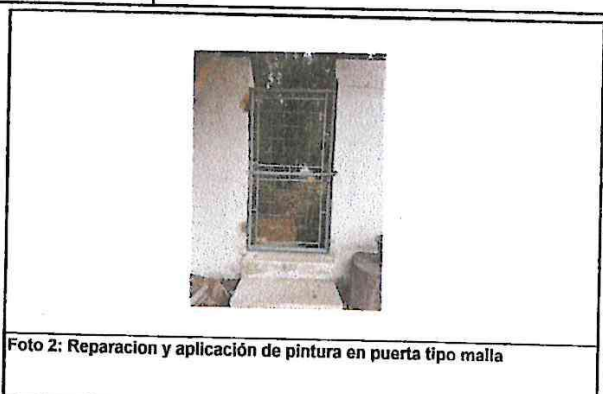 Foto 2: Reparacion y aplicación de pintura en puerta tipo malla